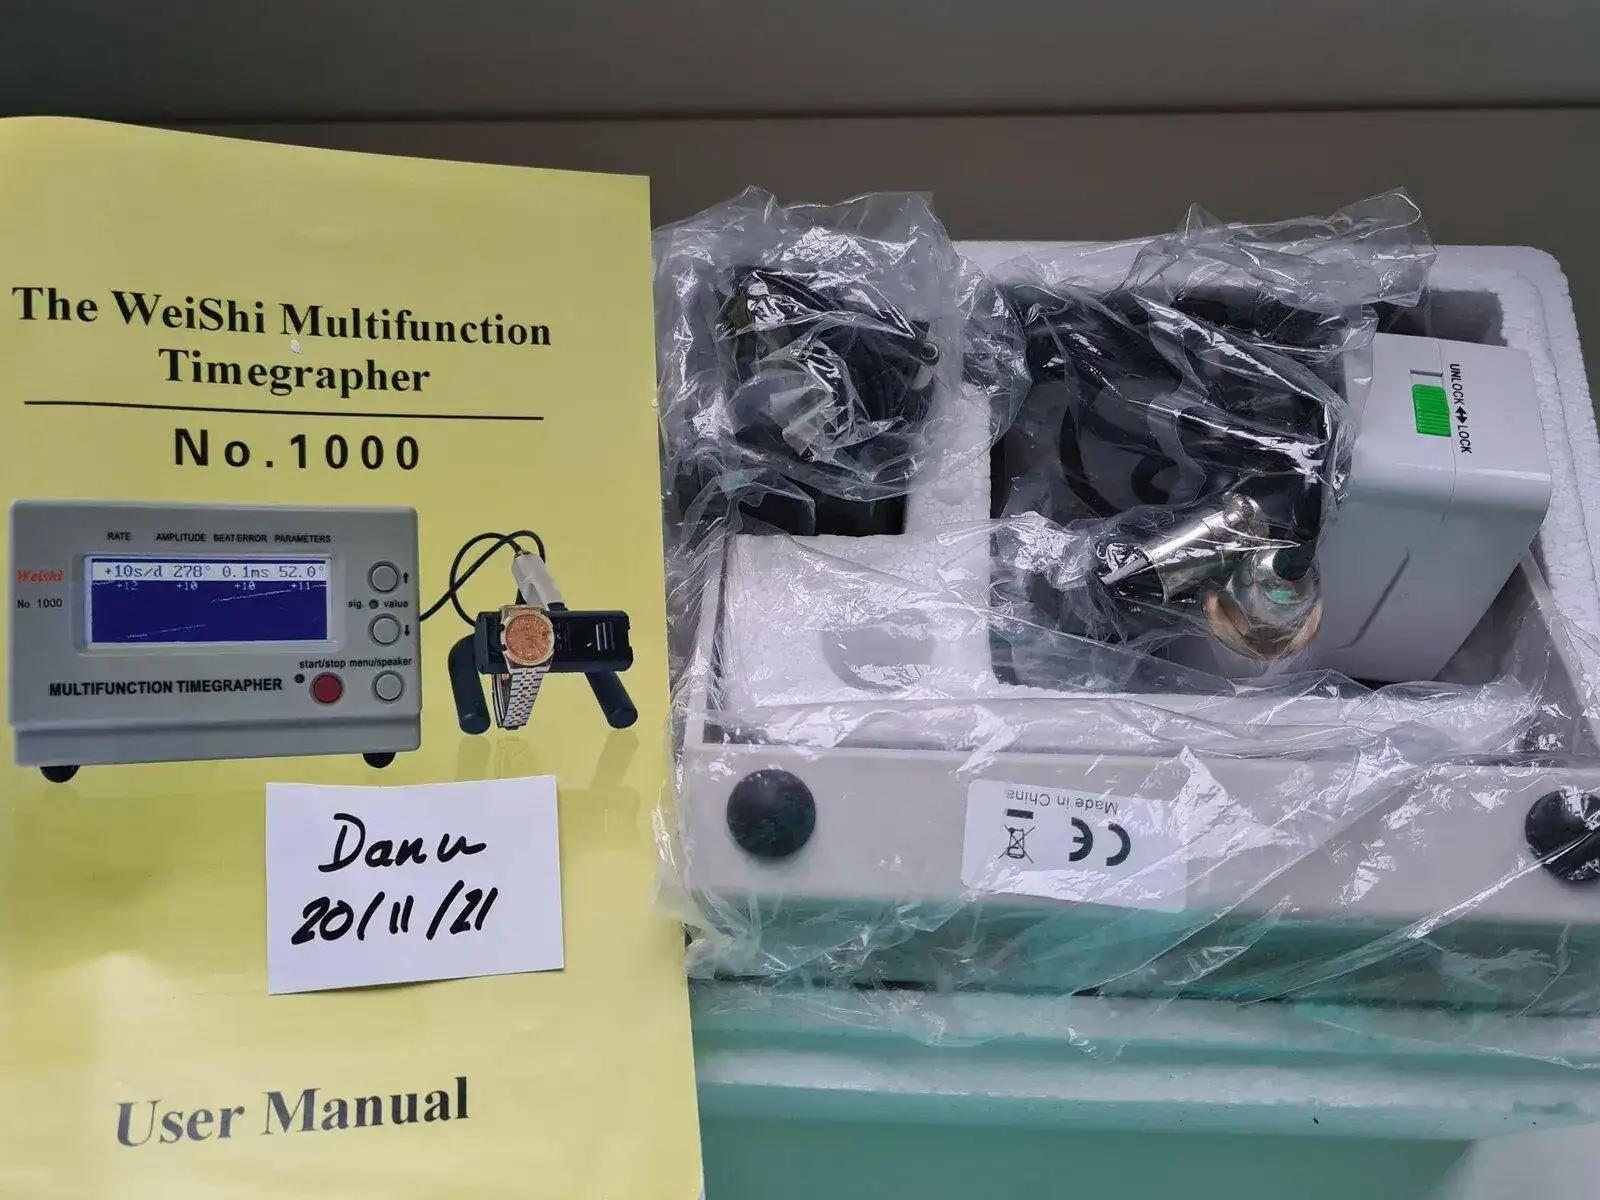 The WeiShi Multifunction
Timegrapher
No.1000
RATE AMPLITUDE BEAT ERROR PARAMETERS
Weishi
+10s/d 278° 0.1ms 52.0°
+12 +10 +10 +11
No 1000
sig. value
start/stop menu/speaker
MULTIFUNCTION TIMEGRAPHER
Danu
20/11/21
User Manual
UNLOCK ↔ LOCK
Made in China
CE